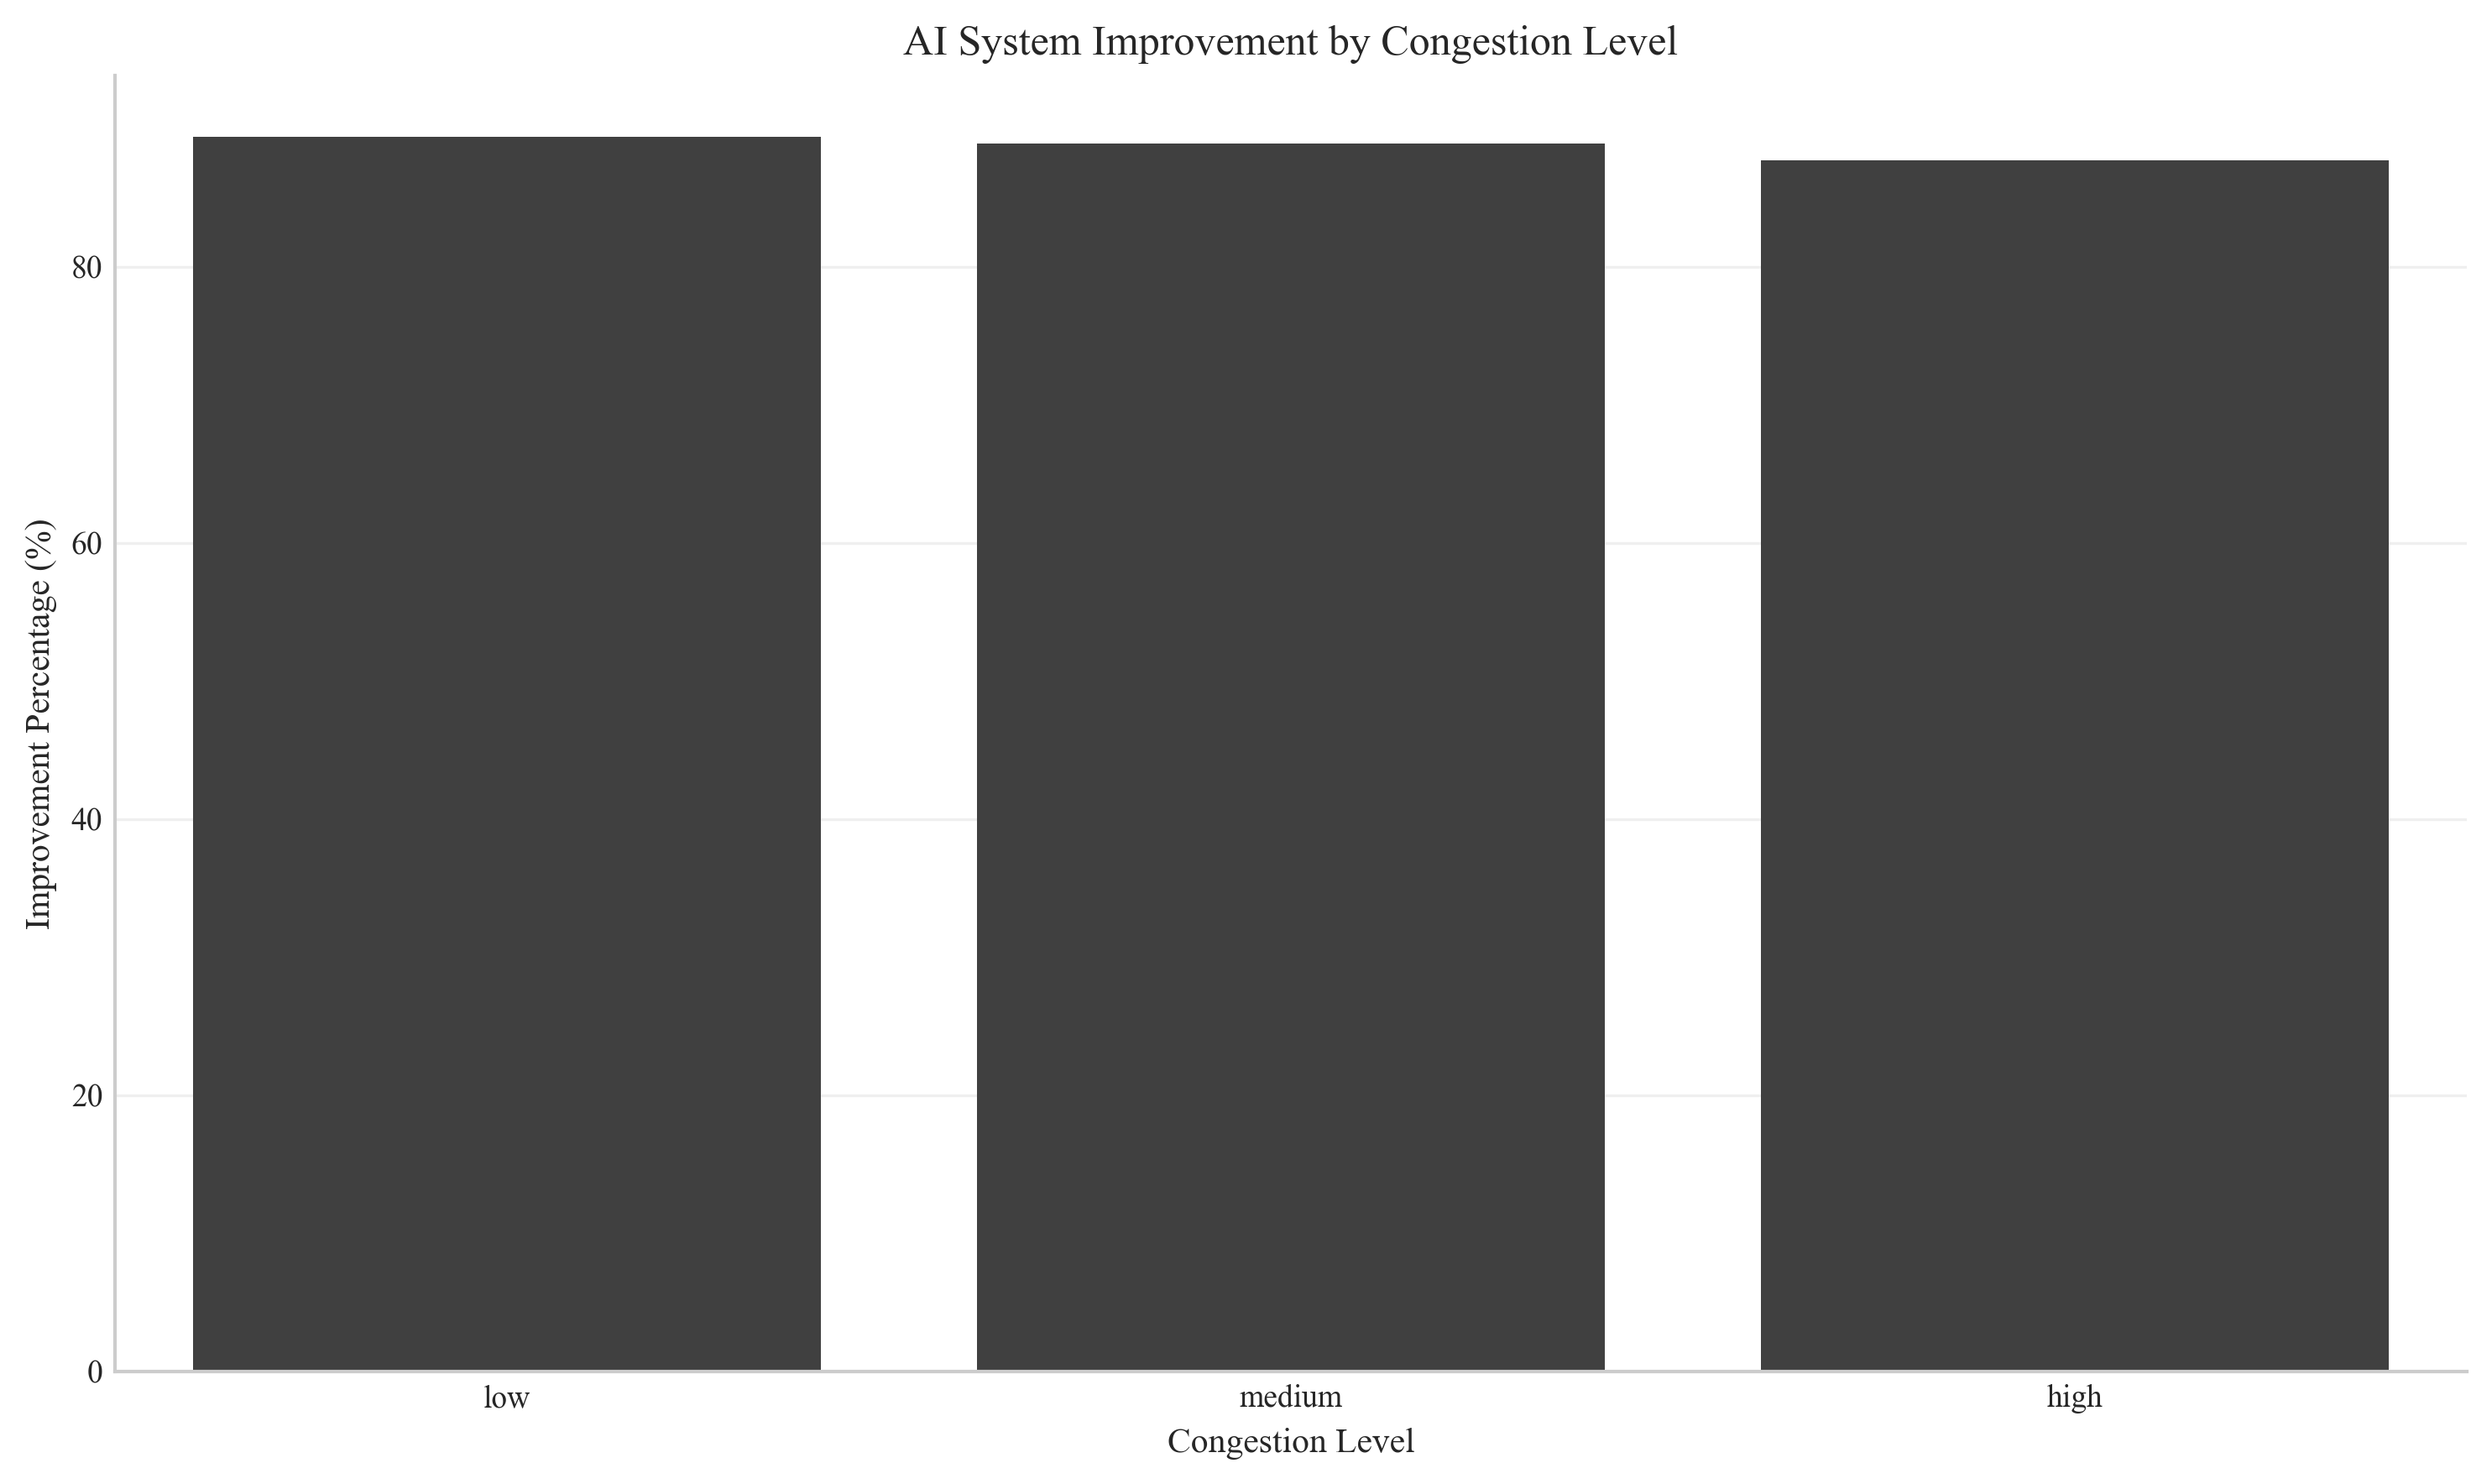 AI System Improvement by Congestion Level
Improvement Percentage (%)
80
60
40
20
0
low
medium
high
Congestion Level